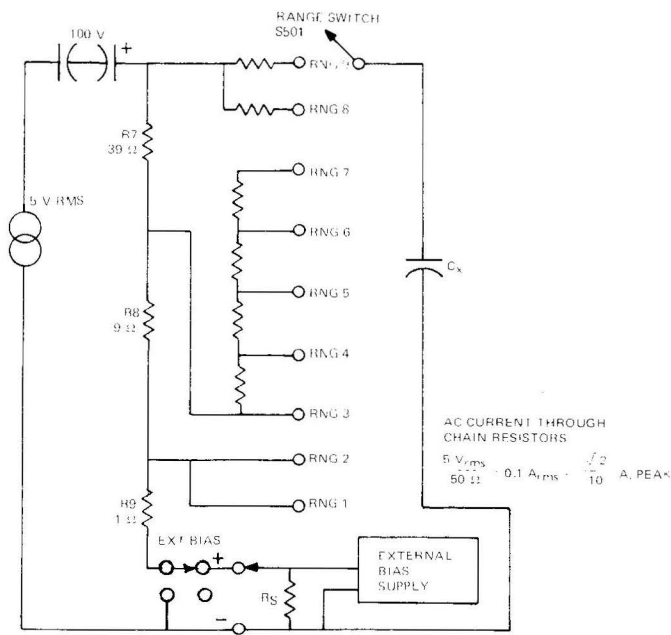 RANGE SWITCH
S501
100 V
+
RNG 9
RNG 8
R7
39 Ω
RNG 7
5 V RMS
RNG 6
Cx
R8
9 Ω
RNG 5
RNG 4
RNG 3
AC CURRENT THROUGH
CHAIN RESISTORS
5 Vrms
50 Ω
0.1 Arms
√2
10
A, PEAK
RNG 2
R9
1 Ω
RNG 1
EXT BIAS
+
EXTERNAL
BIAS
SUPPLY
RS
−